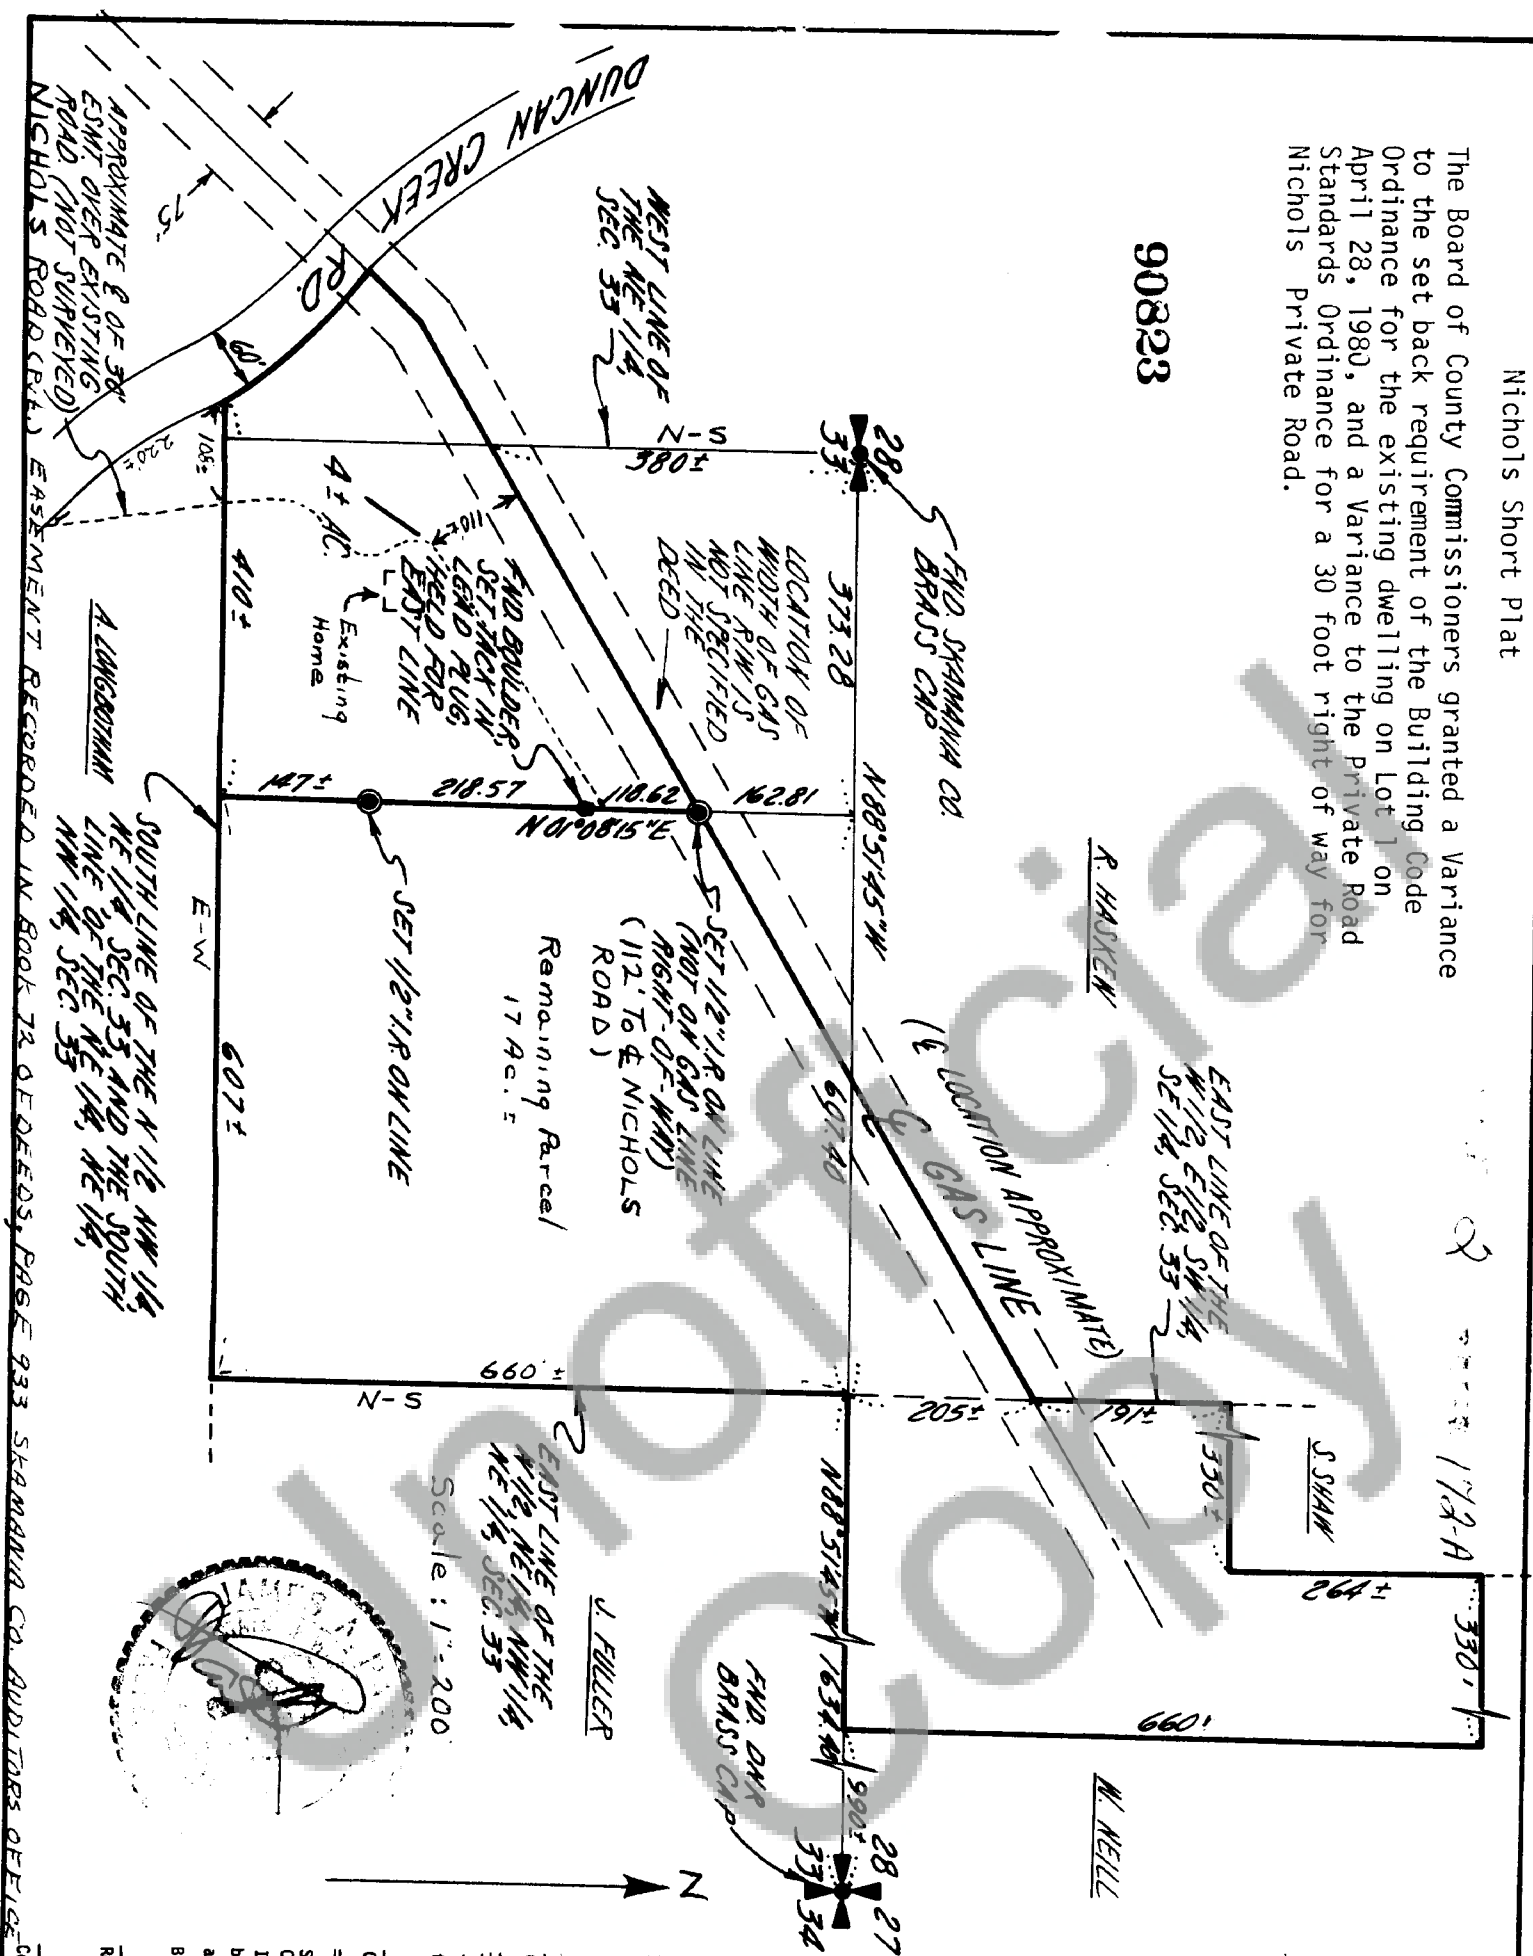 Nichols Short Plat
The Board of County Commissioners granted a Variance
to the set back requirement of the Building Code
Ordinance for the existing dwelling on Lot 1 on
April 28, 1980, and a Variance to the Private Road
Standards Ordinance for a 30 foot right of way for
Nichols Private Road.
90823
172-A
S. SHAW
330'
264±
330±
191±
205±
660'
W. NEILL
R. HASKEN
EAST LINE OF THE
W 1/2, E 1/2 SW 1/4,
SE 1/4, SEC. 33
(℄ LOCATION APPROXIMATE)
℄ GAS LINE
28
33
FND. SKAMANIA CO.
BRASS CAP
373.28
N 88°51'45"W
607.40
N88°51'45"W 1634.40
990±
28 27
33 34
FND. DNR
BRASS CAP
N
DUNCAN CREEK
RD.
60'
75'
WEST LINE OF
THE NE 1/4,
SEC. 33
N-S
380±
LOCATION OF
WIDTH OF GAS
LINE R/W IS
NOT SPECIFIED
IN THE
DEED
162.81
118.62
N 01°08'15"E
218.57
147±
FND BOULDER,
SET TACK IN
LEAD PLUG
HELD FOR
EAST LINE
110±
4± AC.
Existing
Home
SET 1/2" I.R. ON LINE
(NOT ON GAS LINE
RIGHT-OF-WAY)
(112' To ℄ NICHOLS
ROAD)
Remaining Parcel
17 Ac. ±
SET 1/2" I.R. ON LINE
660'±
N-S
EAST LINE OF THE
W 1/2, NE 1/4, NW 1/4,
NE 1/4, SEC. 33
J. FULLER
Scale: 1"-200'
APPROXIMATE ℄ OF 30'
ESMT. OVER EXISTING
ROAD (NOT SURVEYED)
220±
108±
410±
E-W
607±
A. LONGBOTHAM
SOUTH LINE OF THE N 1/2 NW 1/4,
NE 1/4 SEC. 33 AND THE SOUTH
LINE OF THE NE 1/4, NE 1/4,
NW 1/4, SEC. 33
NICHOLS ROAD (Pvt.) EASEMENT RECORDED IN BOOK 72 OF DEEDS, PAGE 933 SKAMANIA CO. AUDITORS OFFICE
Unofficial
Copy